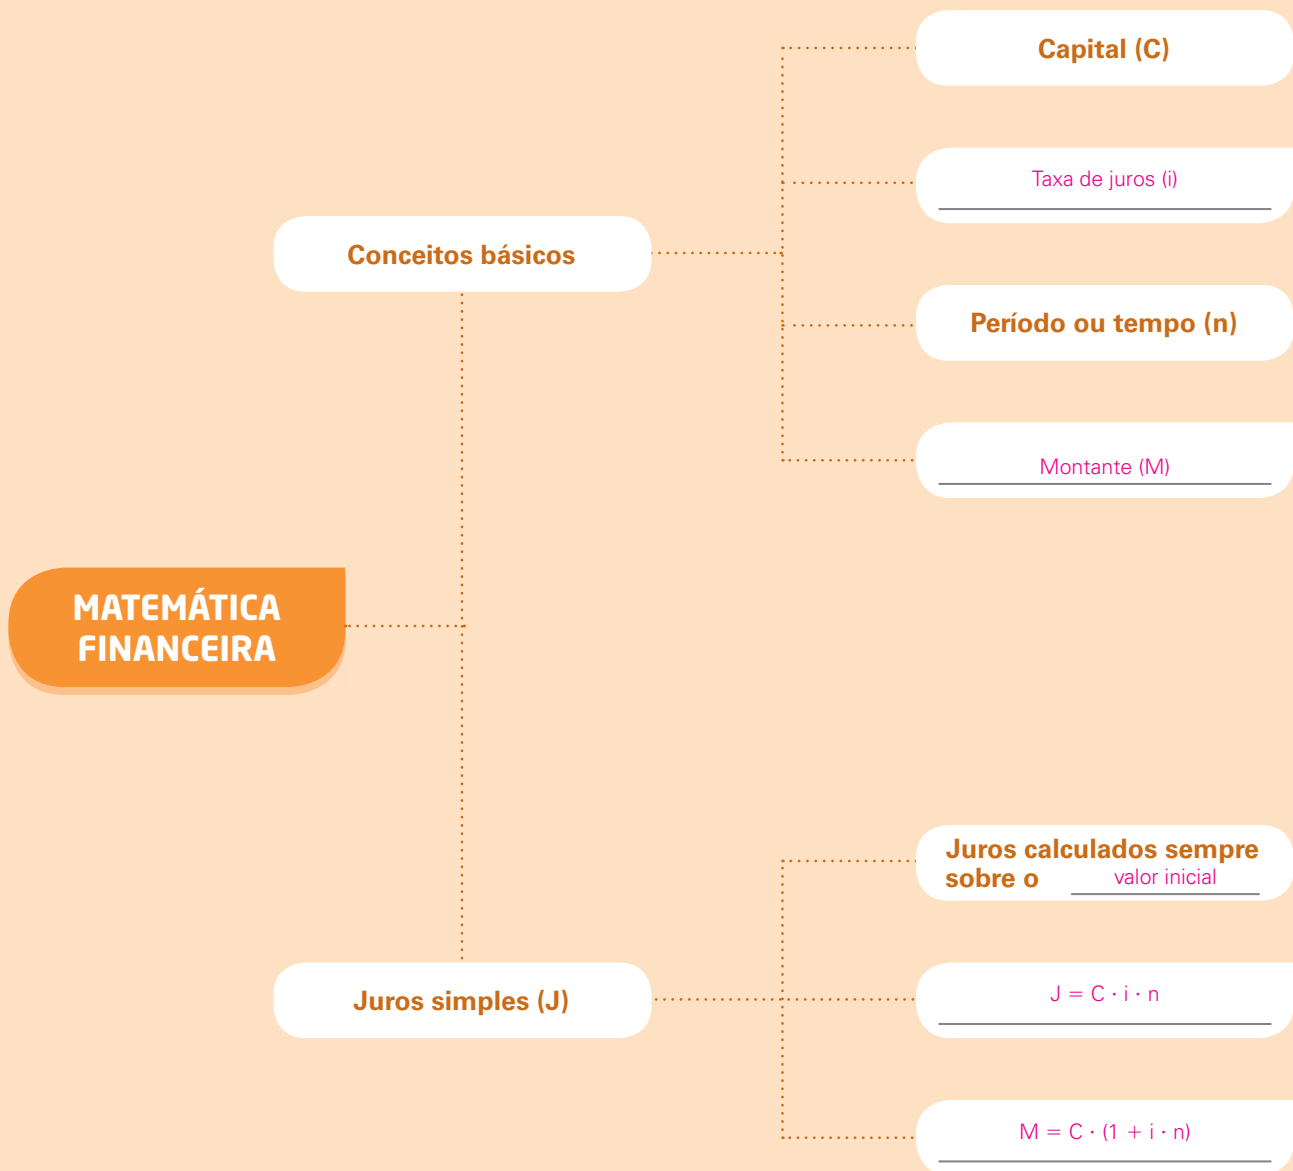 Capital (C)
Taxa de juros (i)
Conceitos básicos
Período ou tempo (n)
Montante (M)
MATEMÁTICA
FINANCEIRA
Juros calculados sempre
sobre o valor inicial
Juros simples (J)
J = C · i · n
M = C · (1 + i · n)